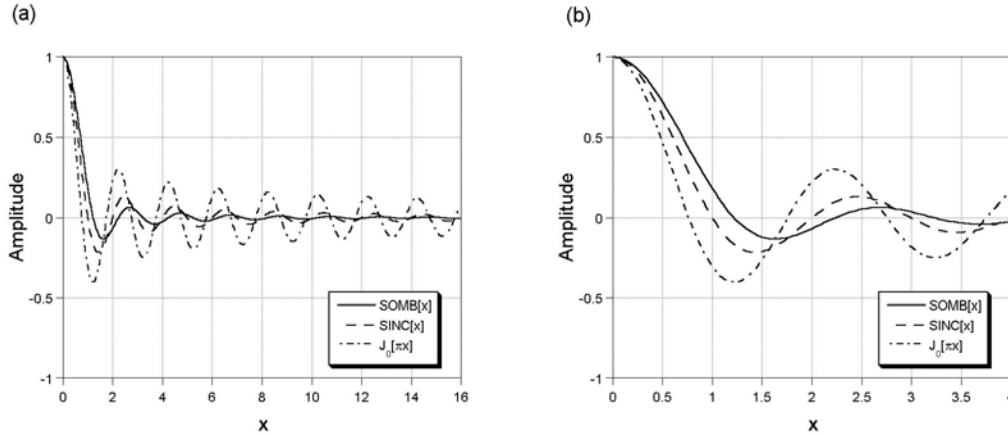 (a)
1
0.5
0
-0.5
-1
Amplitude
SOMB[x]
SINC[x]
J0[πx]
0 2 4 6 8 10 12 14 16
x
(b)
1
0.5
0
-0.5
-1
Amplitude
SOMB[x]
SINC[x]
J0[πx]
0 0.5 1 1.5 2 2.5 3 3.5
x